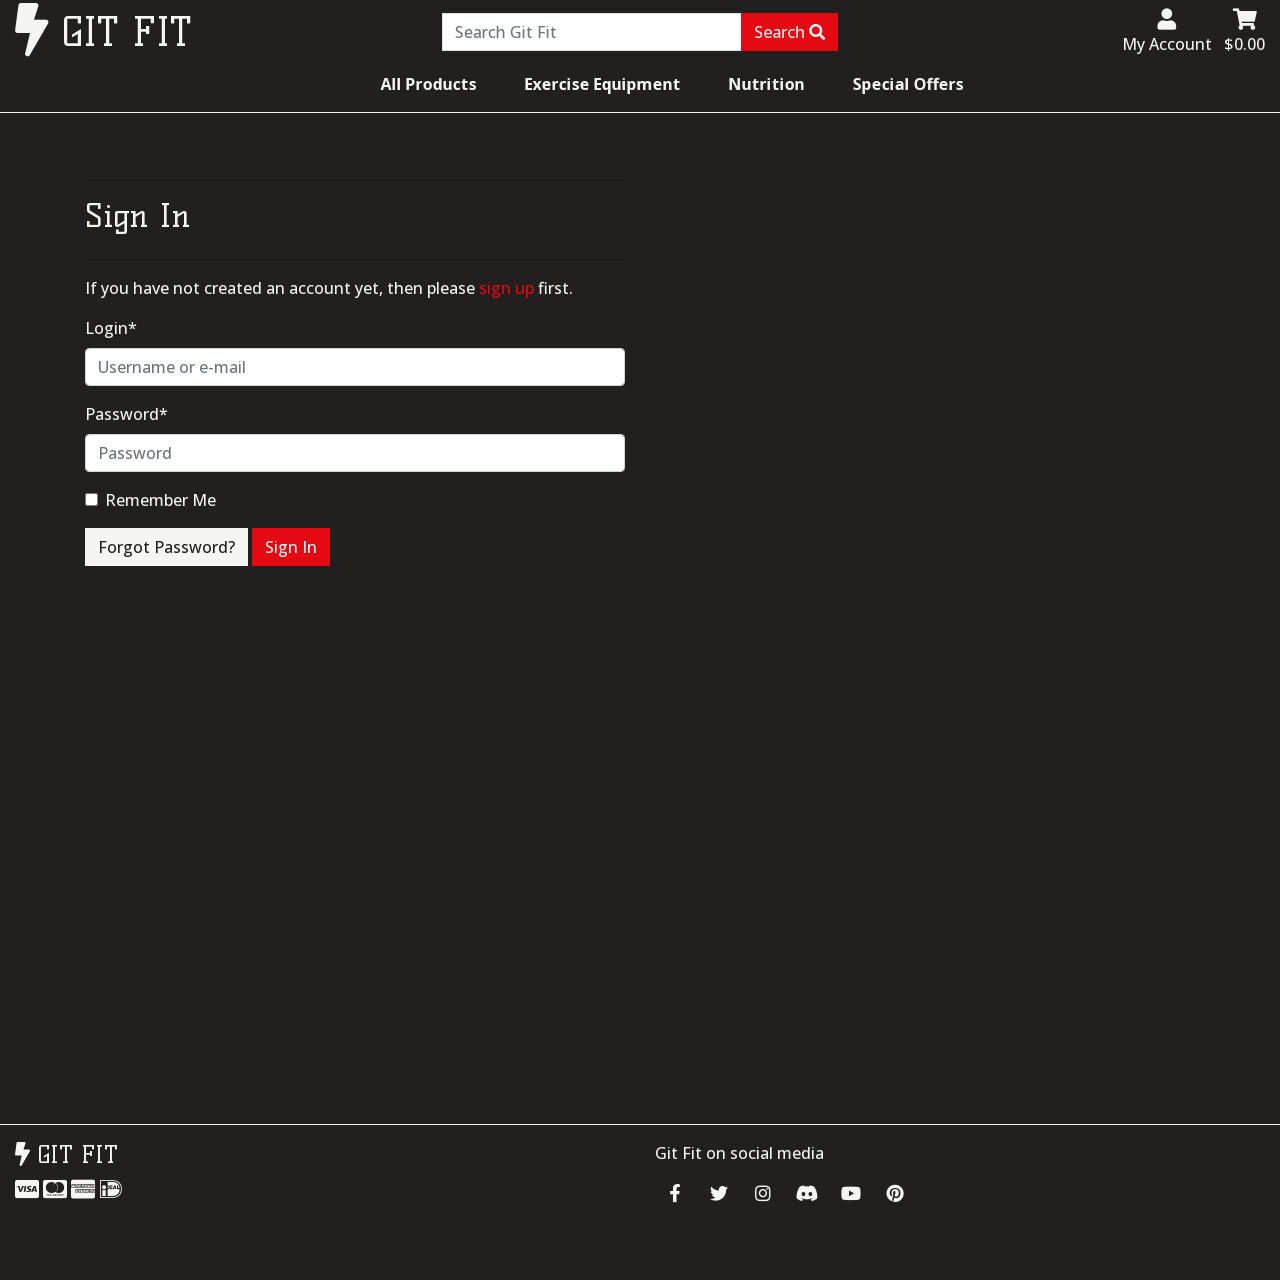 GIT FIT
Search Git Fit
Search
My Account
$0.00
All Products
Exercise Equipment
Nutrition
Special Offers
Sign In
If you have not created an account yet, then please sign up first.
Login*
Username or e-mail
Password*
Password
Remember Me
Forgot Password?
Sign In
GIT FIT
Git Fit on social media
VISA
iDEAL